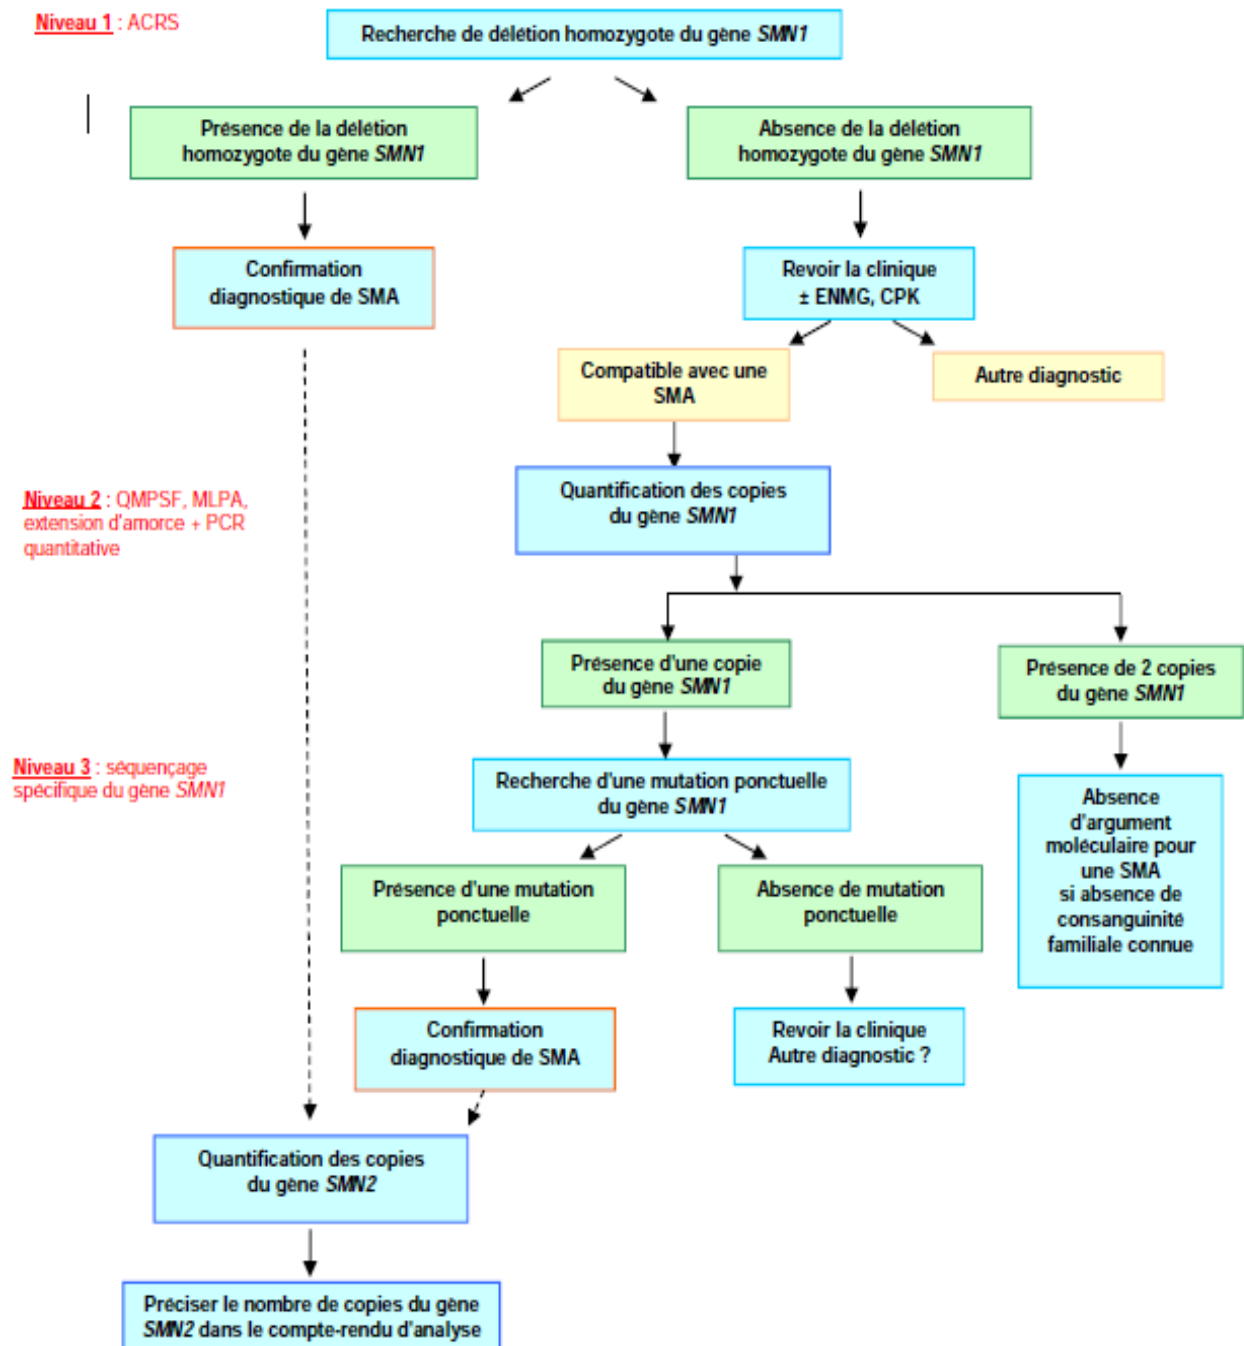 Niveau 1 : ACRS
Recherche de délétion homozygote du gène SMN1
Présence de la délétion
homozygote du gène SMN1
Absence de la délétion
homozygote du gène SMN1
Confirmation
diagnostique de SMA
Revoir la clinique
± ENMG, CPK
Compatible avec une
SMA
Autre diagnostic
Niveau 2 : QMPSF, MLPA,
extension d'amorce + PCR
quantitative
Quantification des copies
du gène SMN1
Présence d'une copie
du gène SMN1
Présence de 2 copies
du gène SMN1
Niveau 3 : séquençage
spécifique du gène SMN1
Recherche d'une mutation ponctuelle
du gène SMN1
Absence
d'argument
moléculaire pour
une SMA
si absence de
consanguinité
familiale connue
Présence d'une mutation
ponctuelle
Absence de mutation
ponctuelle
Confirmation
diagnostique de SMA
Revoir la clinique
Autre diagnostic ?
Quantification des copies
du gène SMN2
Préciser le nombre de copies du gène
SMN2 dans le compte-rendu d'analyse